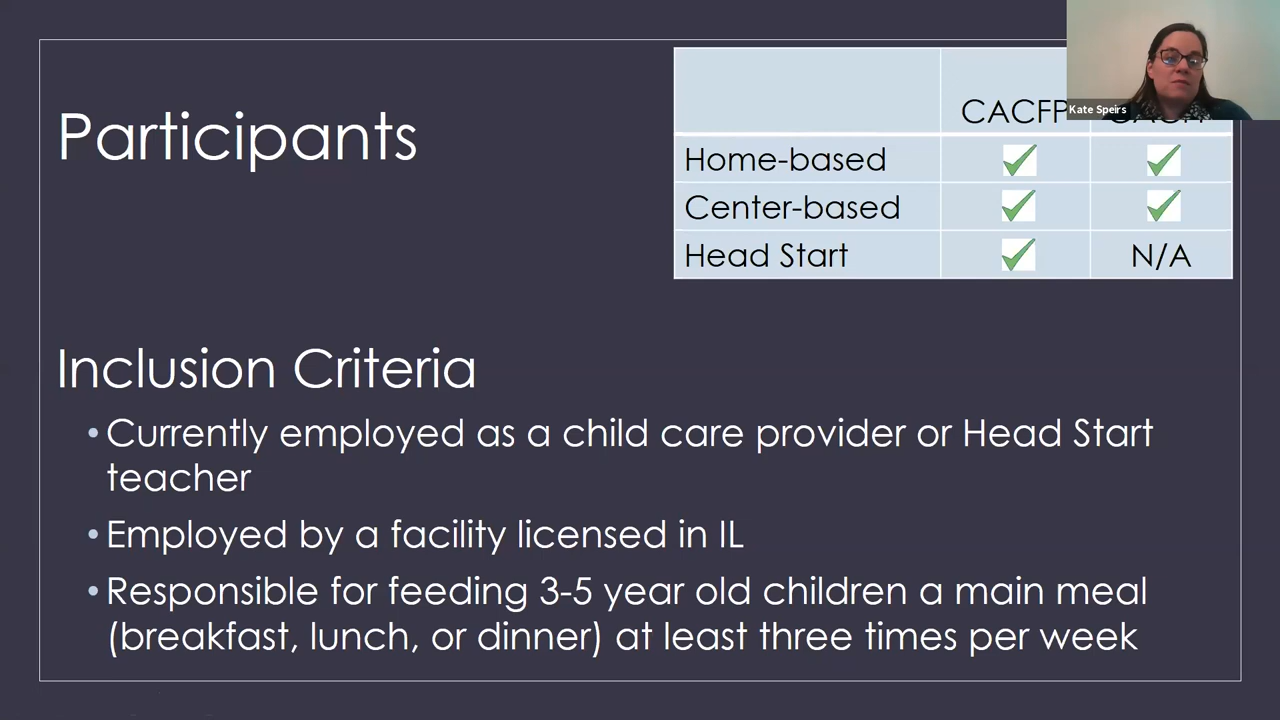 Participants
CACFP
Kate Speirs
Home-based
Center-based
Head Start N/A
Inclusion Criteria
• Currently employed as a child care provider or Head Start
teacher
• Employed by a facility licensed in IL
• Responsible for feeding 3-5 year old children a main meal
(breakfast, lunch, or dinner) at least three times per week